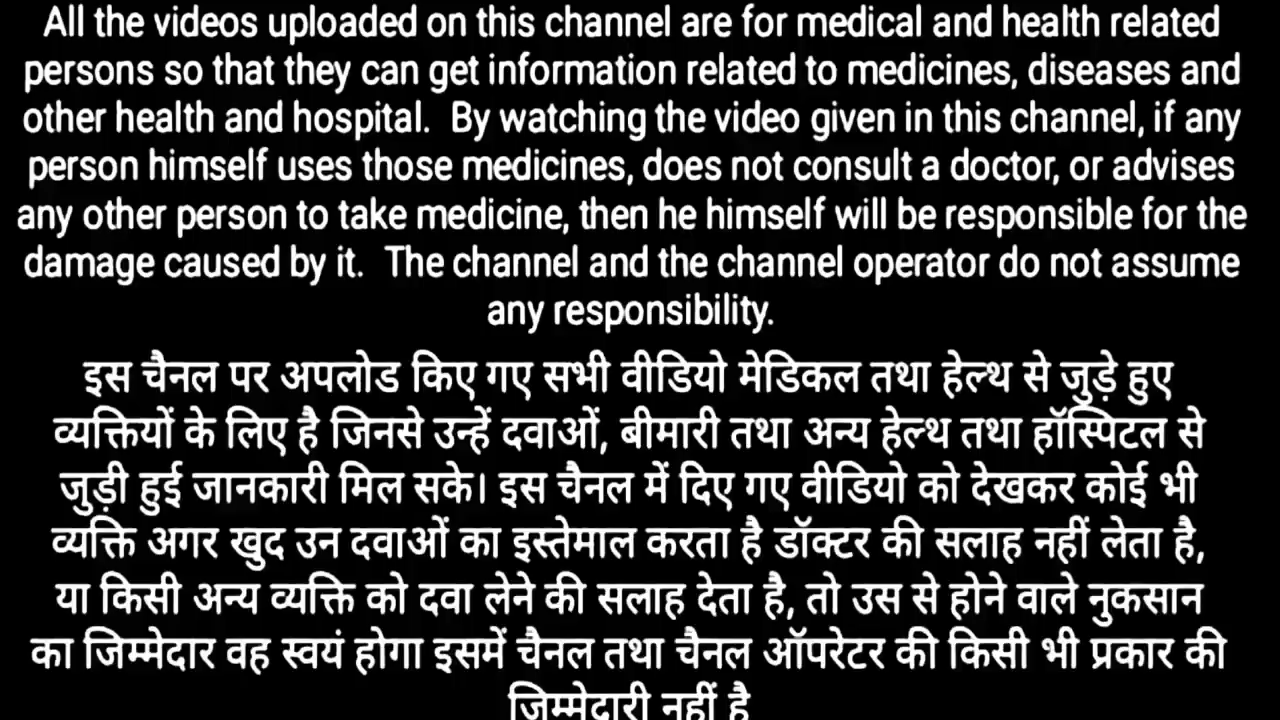 All the videos uploaded on this channel are for medical and health related
persons so that they can get information related to medicines, diseases and
other health and hospital. By watching the video given in this channel, if any
person himself uses those medicines, does not consult a doctor, or advises
any other person to take medicine, then he himself will be responsible for the
damage caused by it. The channel and the channel operator do not assume
any responsibility.
इस चैनल पर अपलोड किए गए सभी वीडियो मेडिकल तथा हेल्थ से जुड़े हुए
व्यक्तियों के लिए है जिनसे उन्हें दवाओं, बीमारी तथा अन्य हेल्थ तथा हॉस्पिटल से
जुड़ी हुई जानकारी मिल सके। इस चैनल में दिए गए वीडियो को देखकर कोई भी
व्यक्ति अगर खुद उन दवाओं का इस्तेमाल करता है डॉक्टर की सलाह नहीं लेता है,
या किसी अन्य व्यक्ति को दवा लेने की सलाह देता है, तो उस से होने वाले नुकसान
का जिम्मेदार वह स्वयं होगा इसमें चैनल तथा चैनल ऑपरेटर की किसी भी प्रकार की
जिम्मेदारी नहीं है